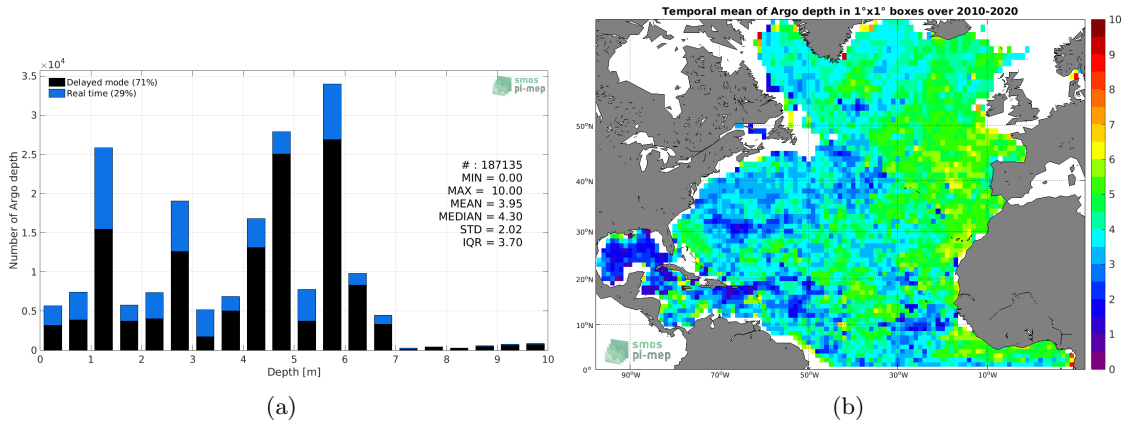 ×10⁴
3.5
3
2.5
2
1.5
1
0.5
0
Number of Argo depth
Delayed mode (71%)
Real time (29%)
smos
pi-mep
# : 187135
MIN = 0.00
MAX = 10.00
MEAN = 3.95
MEDIAN = 4.30
STD = 2.02
IQR = 3.70
0 1 2 3 4 5 6 7 8 9 10
Depth [m]
(a)
Temporal mean of Argo depth in 1°x1° boxes over 2010-2020
50°N
40°N
30°N
20°N
10°N
0°
90°W 70°W 50°W 30°W 10°W
smos
pi-mep
10
9
8
7
6
5
4
3
2
1
0
(b)